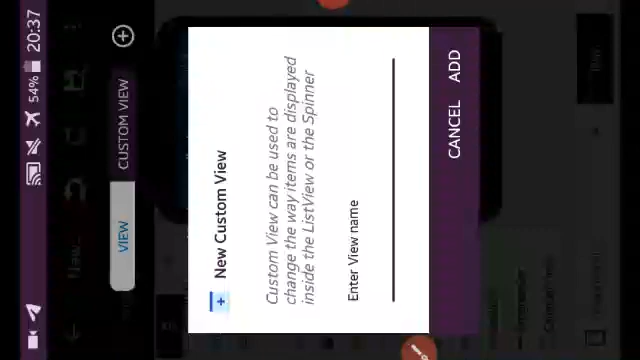 54% 20:37
New...
VIEW
CUSTOM VIEW
New Custom View
Custom View can be used to
change the way items are displayed
inside the ListView or the Spinner
Enter View name
CANCEL ADD